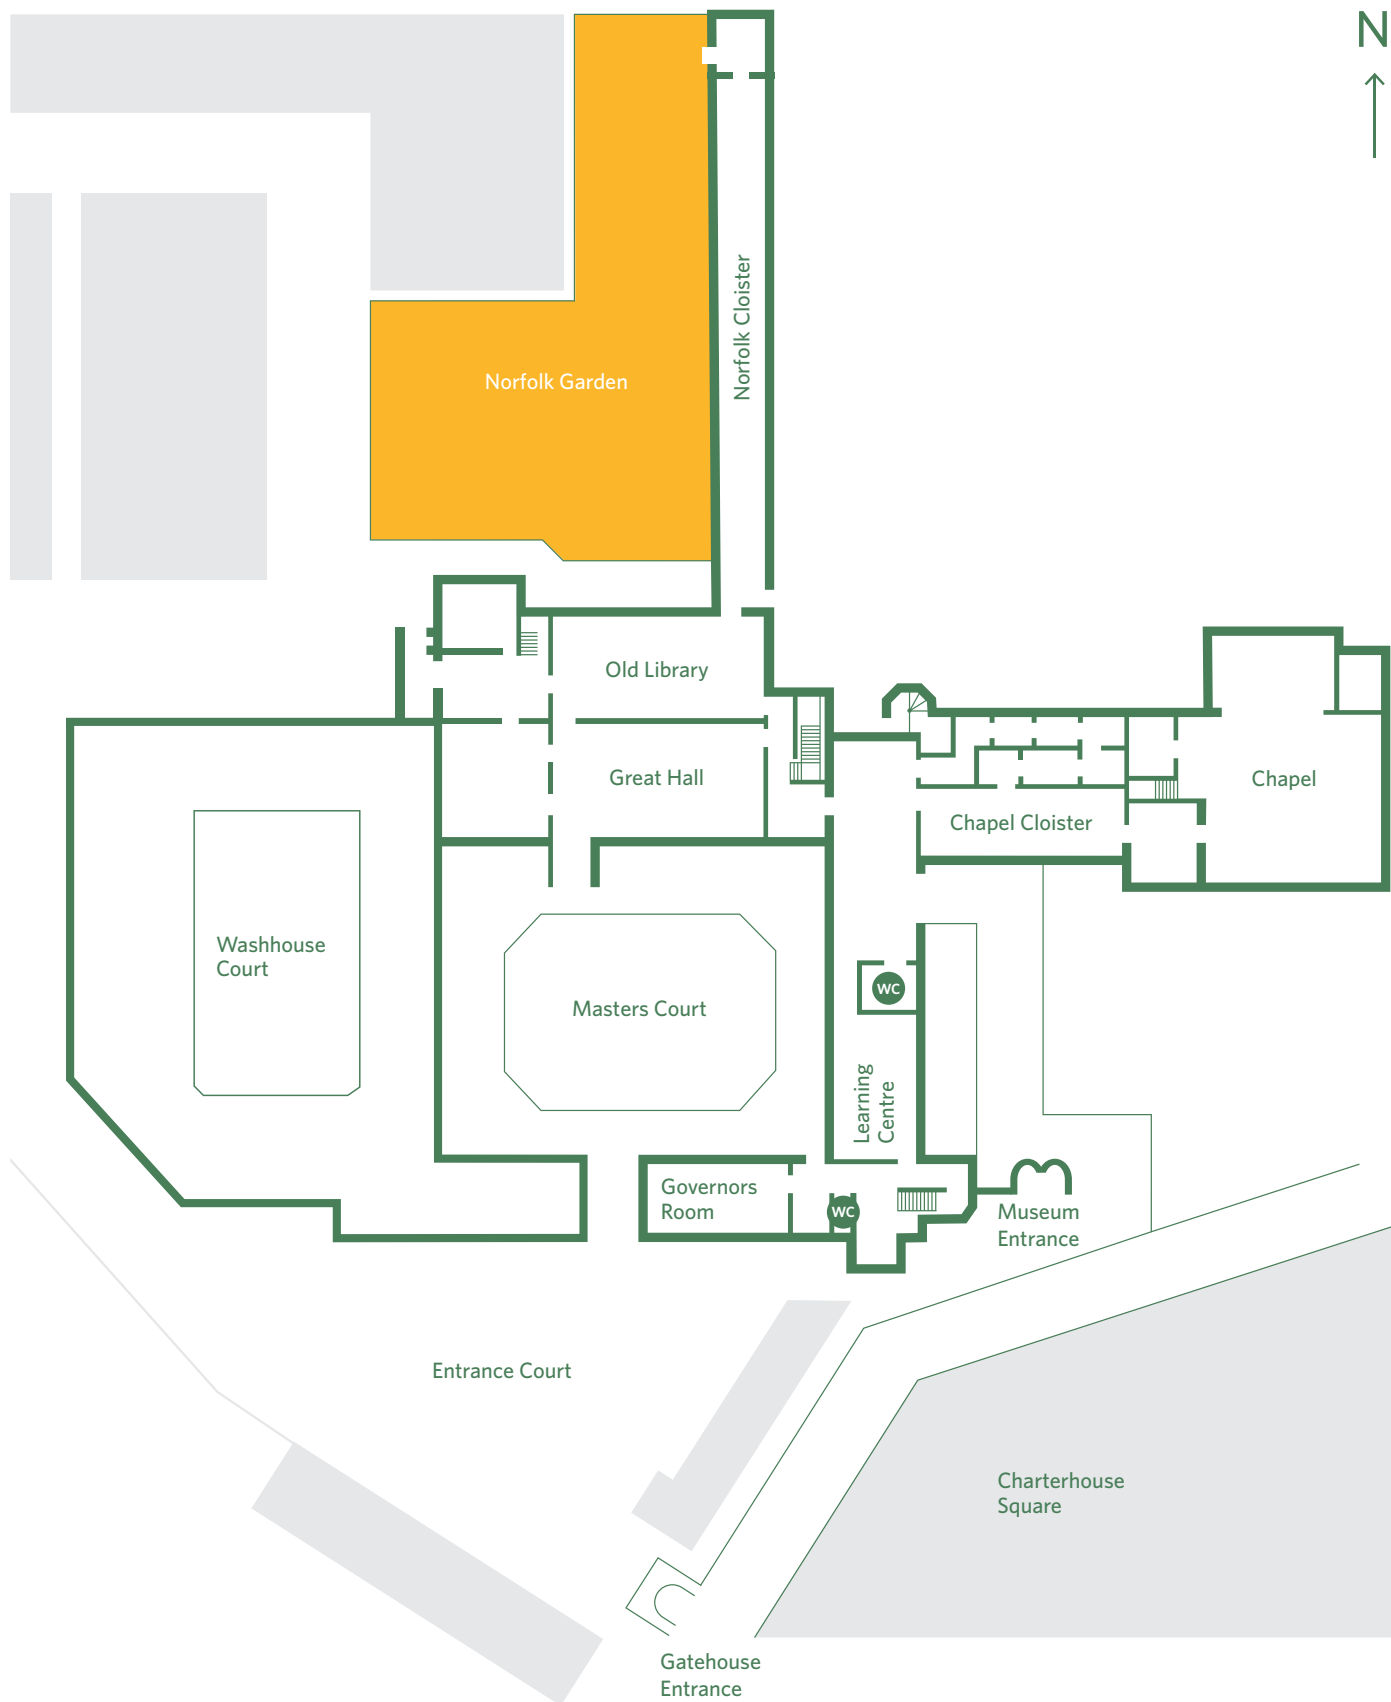 N
Norfolk Cloister
Norfolk Garden
Old Library
Great Hall
Chapel
Chapel Cloister
Washhouse
Court
Masters Court
WC
Learning
Centre
Governors
Room
WC
Museum
Entrance
Entrance Court
Charterhouse
Square
Gatehouse
Entrance